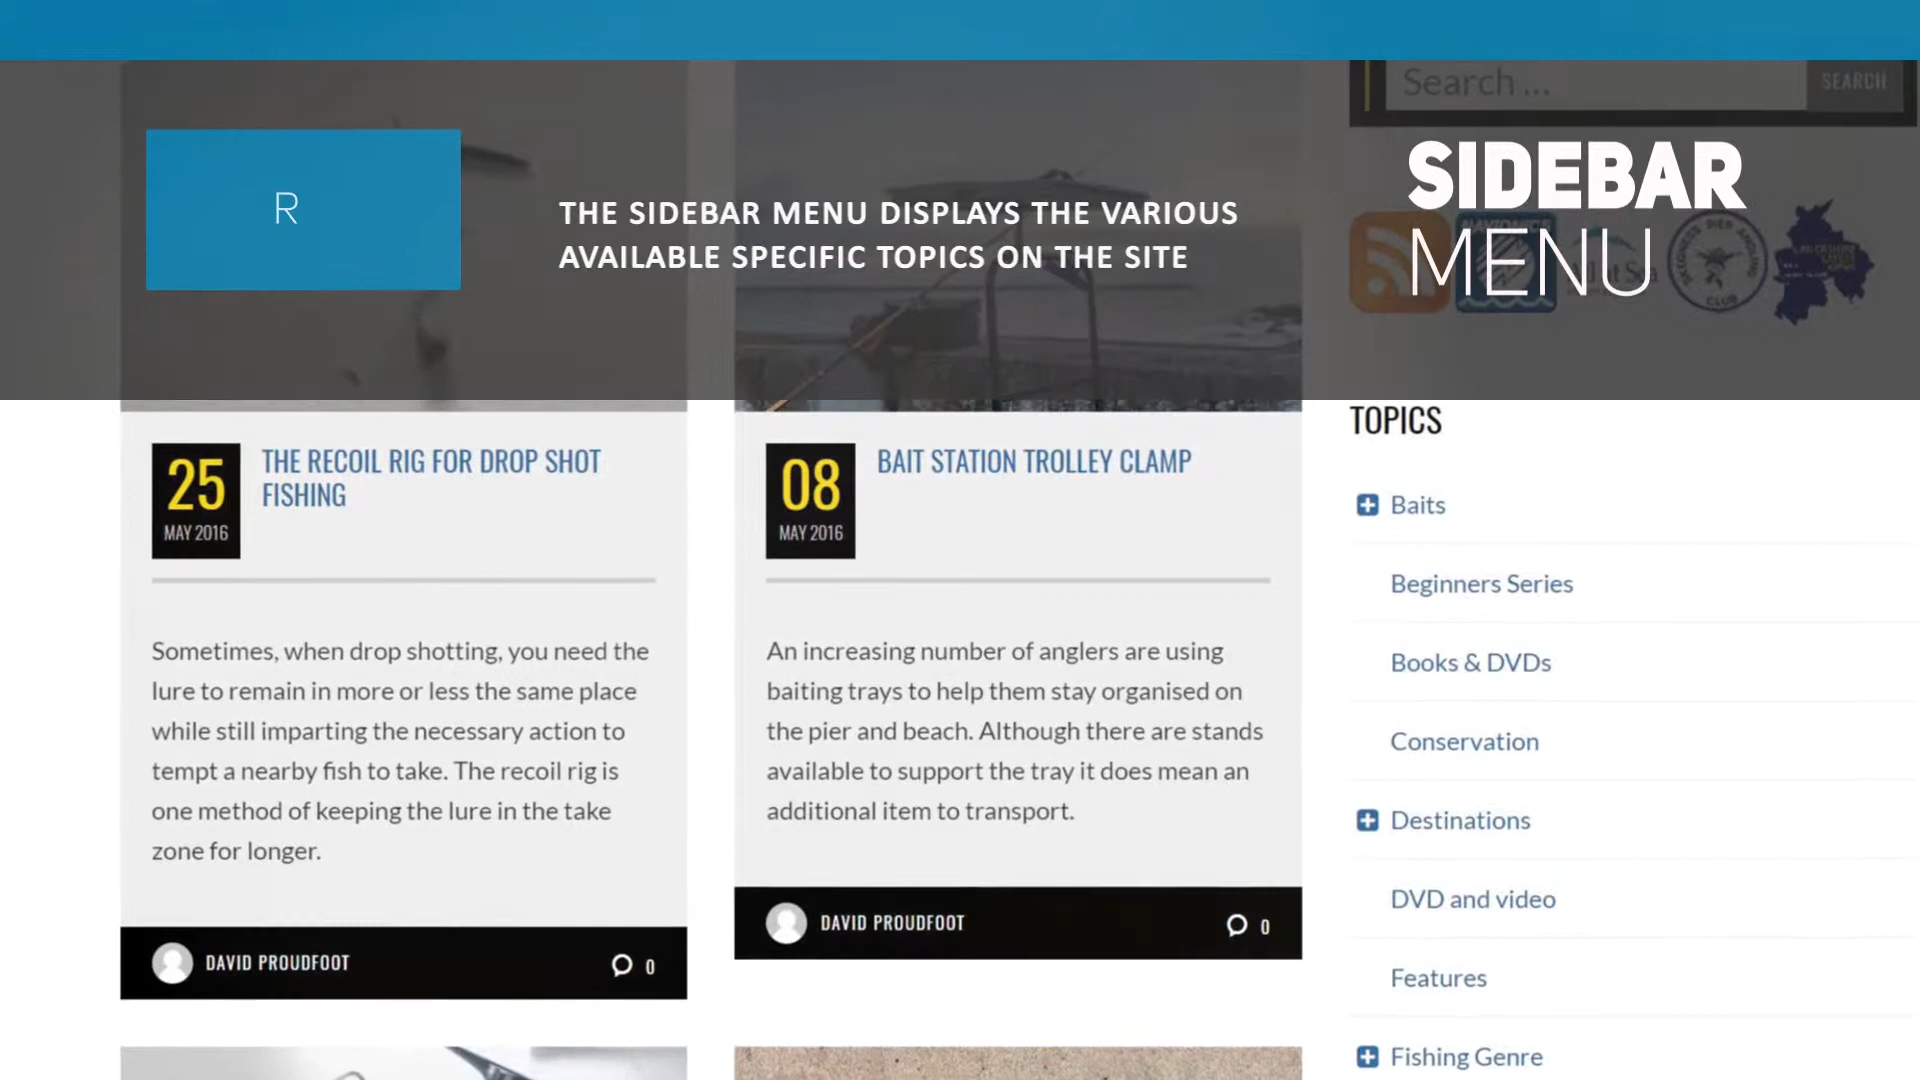 Search ...
SEARCH
SIDEBAR
MENU
R
THE SIDEBAR MENU DISPLAYS THE VARIOUS
AVAILABLE SPECIFIC TOPICS ON THE SITE
25
MAY 2016
THE RECOIL RIG FOR DROP SHOT
FISHING
Sometimes, when drop shotting, you need the
lure to remain in more or less the same place
while still imparting the necessary action to
tempt a nearby fish to take. The recoil rig is
one method of keeping the lure in the take
zone for longer.
DAVID PROUDFOOT
0
08
MAY 2016
BAIT STATION TROLLEY CLAMP
An increasing number of anglers are using
baiting trays to help them stay organised on
the pier and beach. Although there are stands
available to support the tray it does mean an
additional item to transport.
DAVID PROUDFOOT
0
TOPICS
Baits
Beginners Series
Books & DVDs
Conservation
Destinations
DVD and video
Features
Fishing Genre